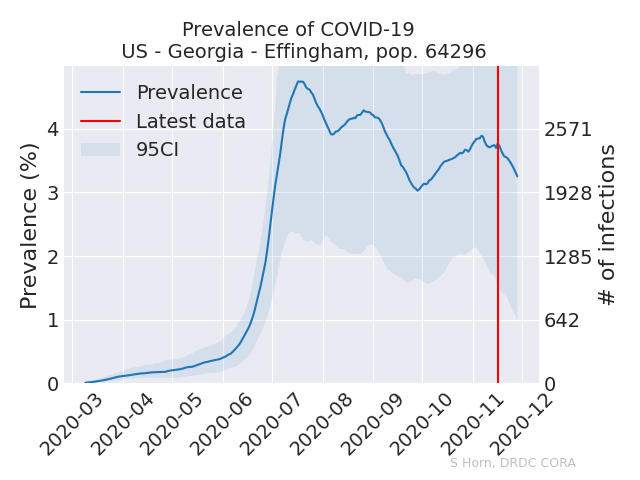 Prevalence of COVID-19
US - Georgia - Effingham, pop. 64296
Prevalence
Latest data
95CI
Prevalence (%)
4
3
2
1
0
2571
1928
1285
642
0
# of infections
2020-03
2020-04
2020-05
2020-06
2020-07
2020-08
2020-09
2020-10
2020-11
2020-12
S Horn, DRDC CORA